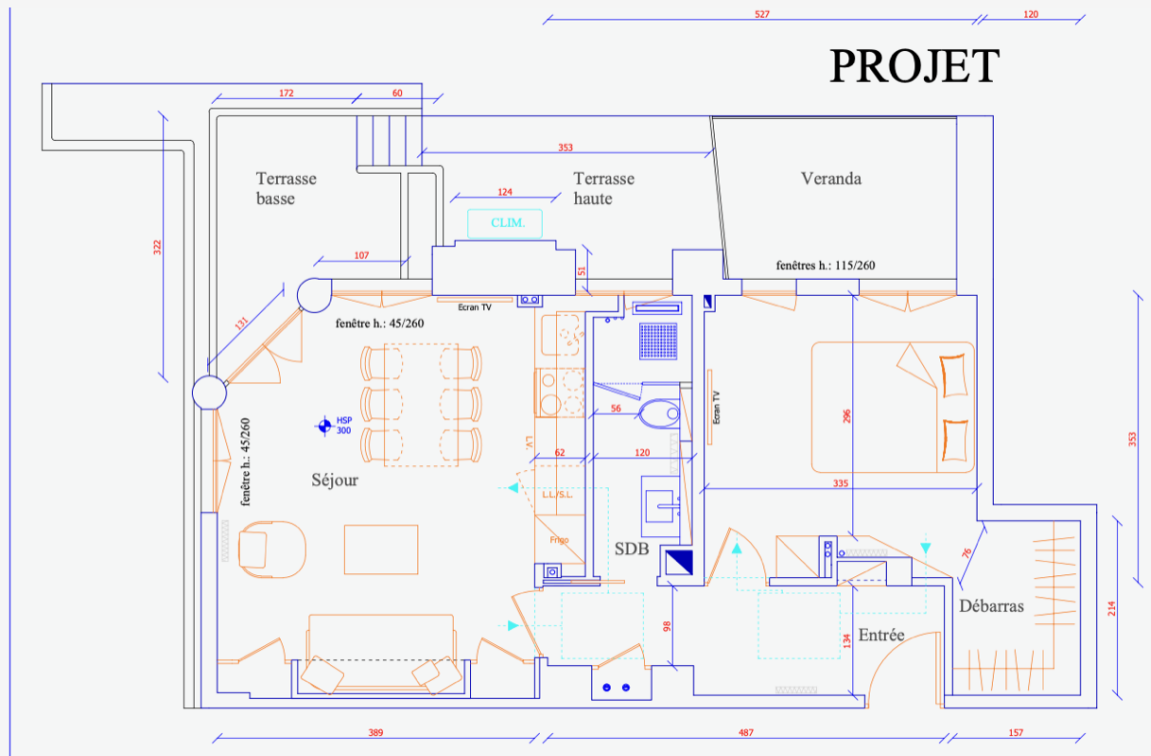 527
120
PROJET
172
60
353
322
Terrasse
basse
Terrasse
haute
Veranda
124
CLIM.
107
51
fenêtres h.: 115/260
Ecran TV
131
fenêtre h.: 45/260
HSP
300
fenêtre h.: 45/260
56
Ecran TV
296
353
L.V.
62
120
335
Séjour
L.L./S.L.
Frigo
SDB
76
98
134
Entrée
Débarras
214
389
487
157